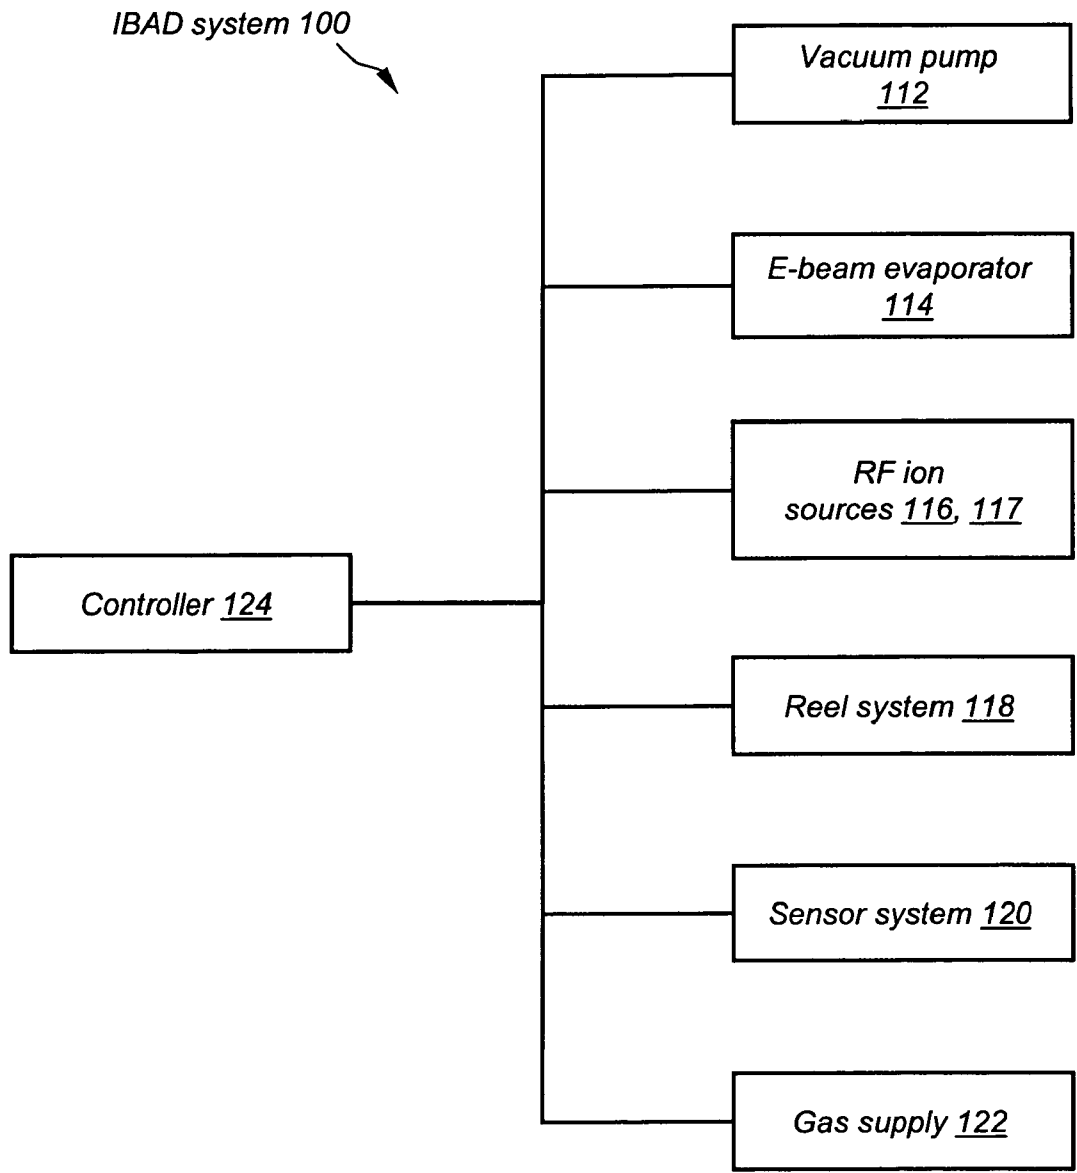 IBAD system 100
Vacuum pump
112
E-beam evaporator
114
RF ion
sources 116, 117
Controller 124
Reel system 118
Sensor system 120
Gas supply 122